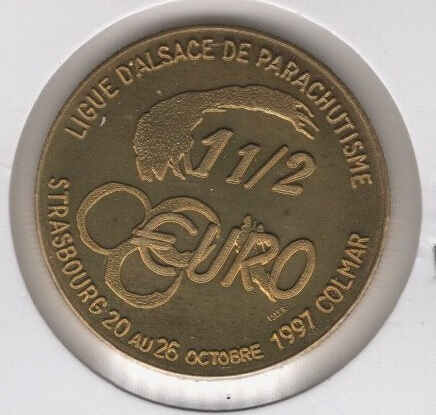 LIGUE D'ALSACE DE PARACHUTISME
1 1/2
EURO
STRASBOURG 20 AU 26 OCTOBRE 1997 COLMAR